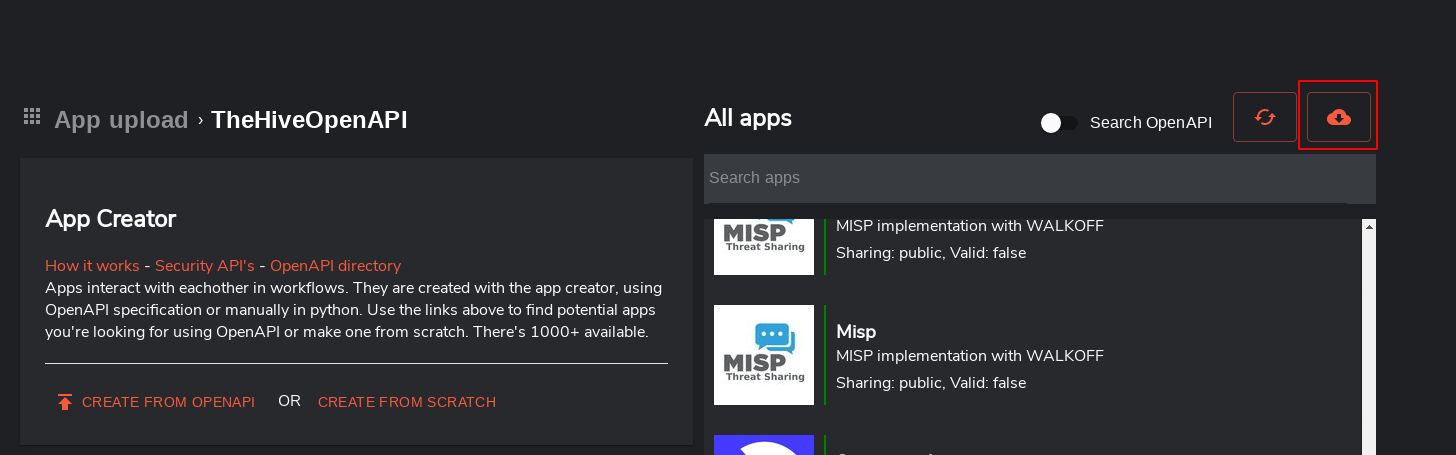 App upload › TheHiveOpenAPI
App Creator
How it works - Security API's - OpenAPI directory
Apps interact with eachother in workflows. They are created with the app creator, using
OpenAPI specification or manually in python. Use the links above to find potential apps
you're looking for using OpenAPI or make one from scratch. There's 1000+ available.
CREATE FROM OPENAPI OR CREATE FROM SCRATCH
All apps
Search OpenAPI
Search apps
MISP
Threat Sharing
MISP implementation with WALKOFF
Sharing: public, Valid: false
MISP
Threat Sharing
Misp
MISP implementation with WALKOFF
Sharing: public, Valid: false